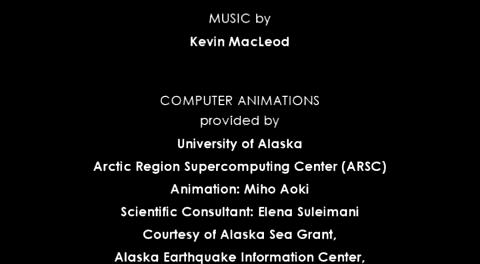 MUSIC by
Kevin MacLeod
COMPUTER ANIMATIONS
provided by
University of Alaska
Arctic Region Supercomputing Center (ARSC)
Animation: Miho Aoki
Scientific Consultant: Elena Suleimani
Courtesy of Alaska Sea Grant,
Alaska Earthquake Information Center,